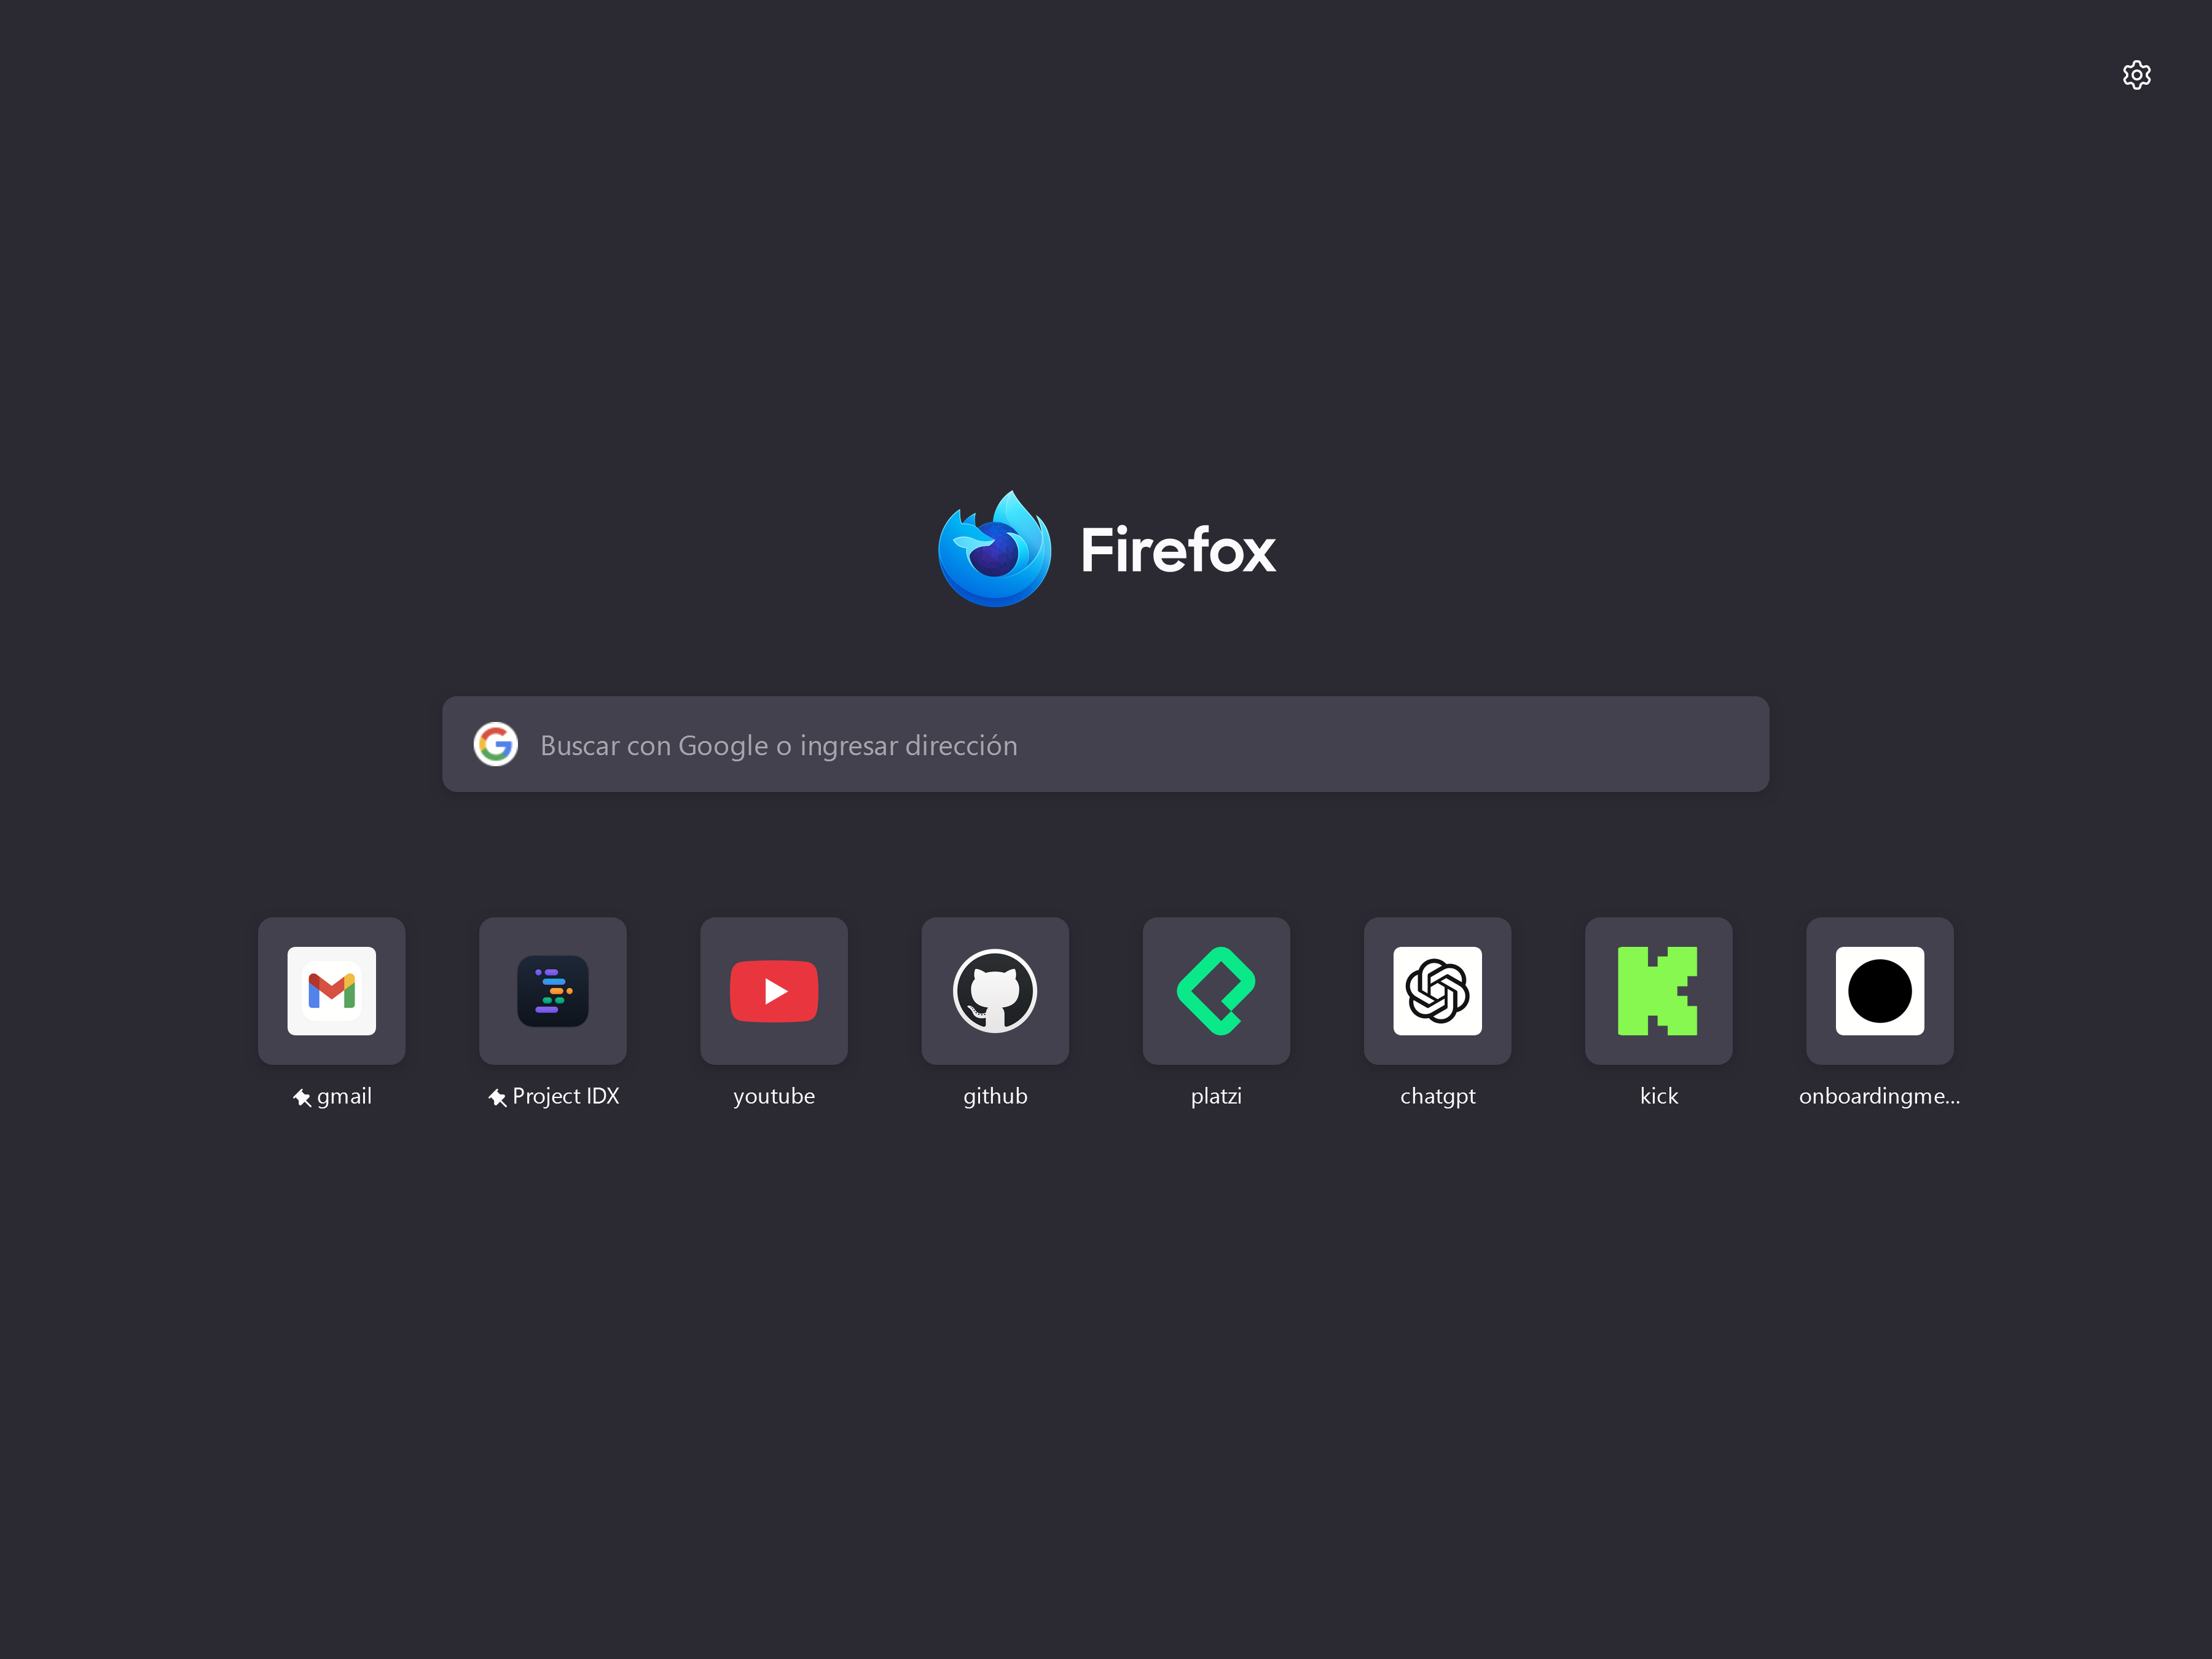 Firefox
Buscar con Google o ingresar dirección
gmail
Project IDX
youtube
github
platzi
chatgpt
kick
onboardingme...